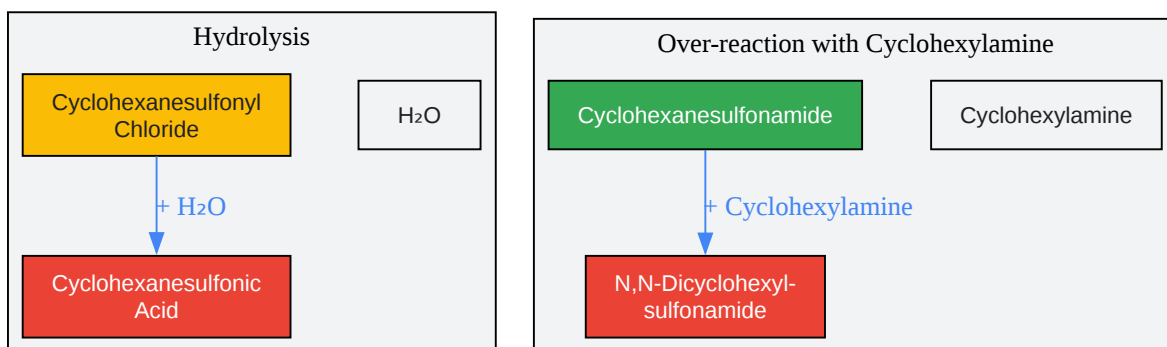 Hydrolysis
Cyclohexanesulfonyl
Chloride
H₂O
+ H₂O
Cyclohexanesulfonic
Acid
Over-reaction with Cyclohexylamine
Cyclohexanesulfonamide
Cyclohexylamine
+ Cyclohexylamine
N,N-Dicyclohexyl-
sulfonamide